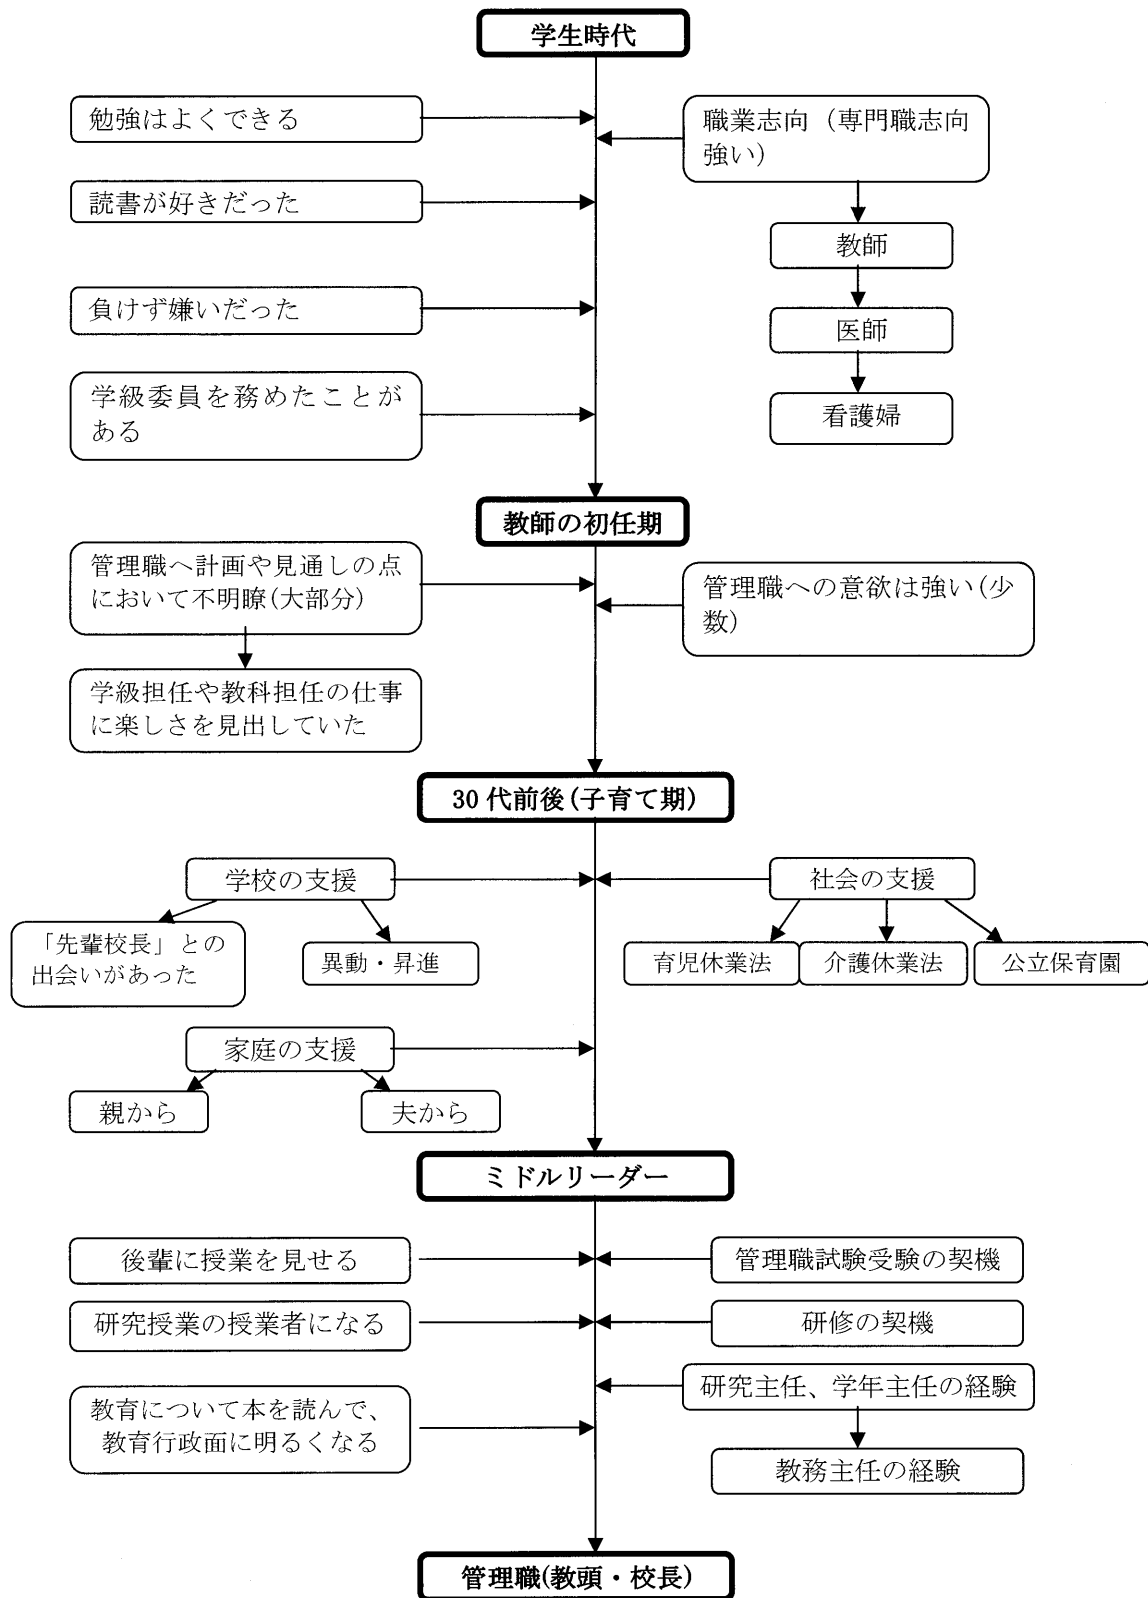 学生時代
勉強はよくできる
職業志向（専門職志向
強い）
読書が好きだった
教師
負けず嫌いだった
医師
学級委員を務めたことが
ある
看護婦
教師の初任期
管理職へ計画や見通しの点
において不明瞭(大部分)
管理職への意欲は強い(少
数)
学級担任や教科担任の仕事
に楽しさを見出していた
30代前後(子育て期)
学校の支援
社会の支援
「先輩校長」との
出会いがあった
異動・昇進
育児休業法
介護休業法
公立保育園
家庭の支援
親から
夫から
ミドルリーダー
後輩に授業を見せる
管理職試験受験の契機
研究授業の授業者になる
研修の契機
研究主任、学年主任の経験
教育について本を読んで、
教育行政面に明るくなる
教務主任の経験
管理職(教頭・校長)